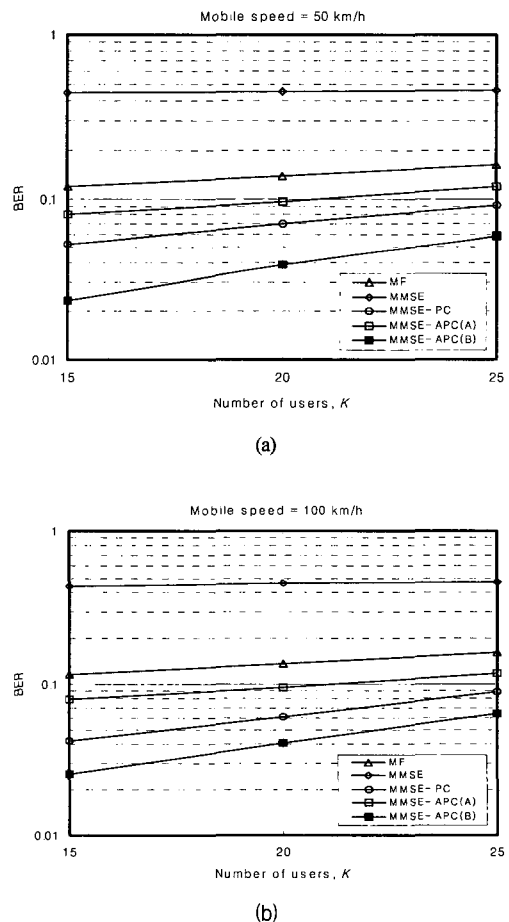 Mobile speed = 50 km/h
1
0.1
0.01
BER
MF
MMSE
MMSE-PC
MMSE-APC(A)
MMSE-APC(B)
15 20 25
Number of users, K
(a)
Mobile speed = 100 km/h
1
0.1
0.01
BER
MF
MMSE
MMSE-PC
MMSE-APC(A)
MMSE-APC(B)
15 20 25
Number of users, K
(b)